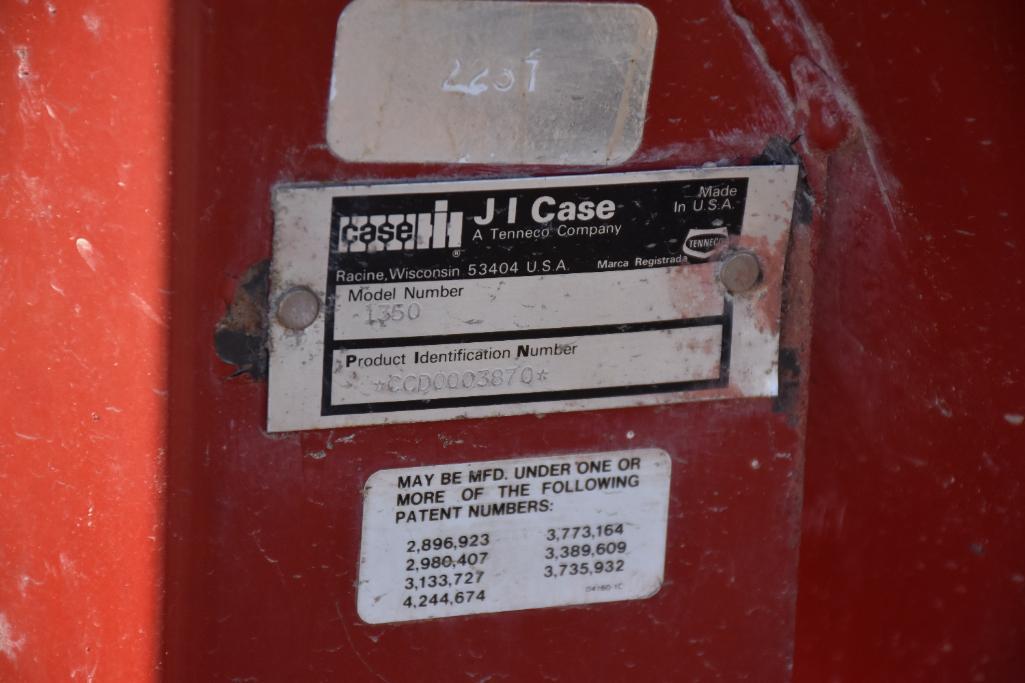 case IH
®
J I Case
A Tenneco Company
Made
In U.S.A.
TENNECO
Racine, Wisconsin 53404 U.S.A.
Marca Registrada
Model Number
1350
Product Identification Number
*CCD0003870*
MAY BE MFD. UNDER ONE OR
MORE OF THE FOLLOWING
PATENT NUMBERS:
2,896,923 3,773,164
2,980,407 3,389,609
3,133,727 3,735,932
4,244,674